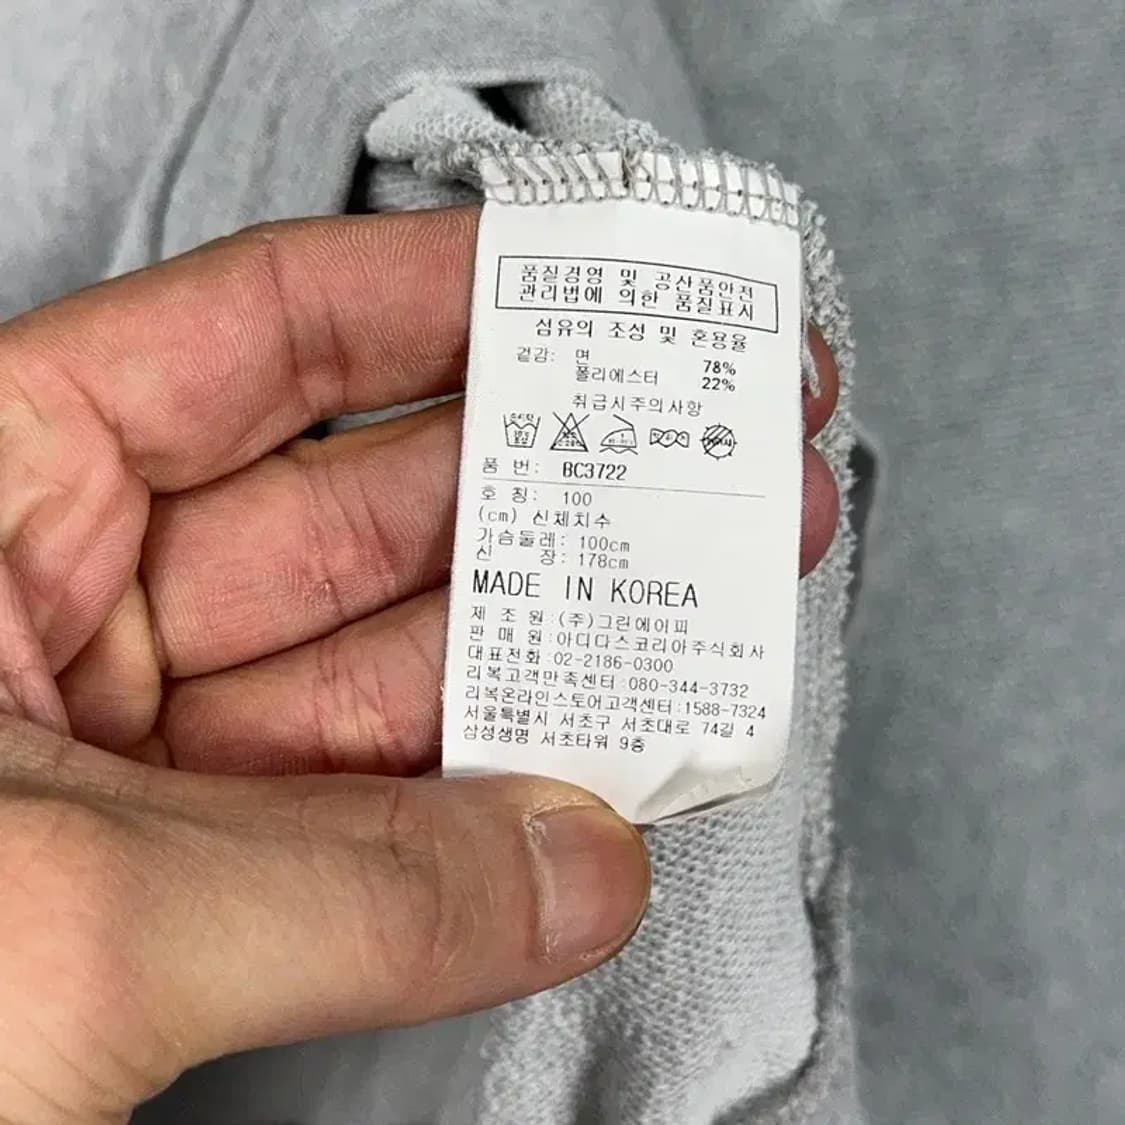 품질경영 및 공산품안전
관리법에 의한 품질표시
섬유의 조성 및 혼용율
겉감: 면 78%
폴리에스터 22%
취급시주의사항
품 번: BC3722
호 칭: 100
(cm) 신체치수
가슴둘레: 100cm
신 장: 178cm
MADE IN KOREA
제 조 원:(주)그린에이피
판 매 원:아디다스코리아주식회사
대표전화:02-2186-0300
리복고객만족센터:080-344-3732
리복온라인스토어고객센터:1588-7324
서울특별시 서초구 서초대로 74길 4
삼성생명 서초타워 9층